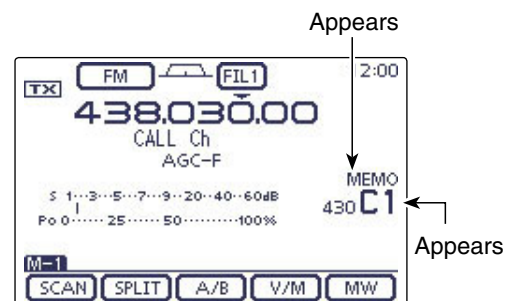 Appears
FM FIL1 2:00
TX
438.030.00
CALL Ch
AGC-F
MEMO
S 1···3···5···7···9··20··40··60dB
430 C1
Po 0······25······50··········100%
Appears
M-1
SCAN SPLIT A/B V/M MW